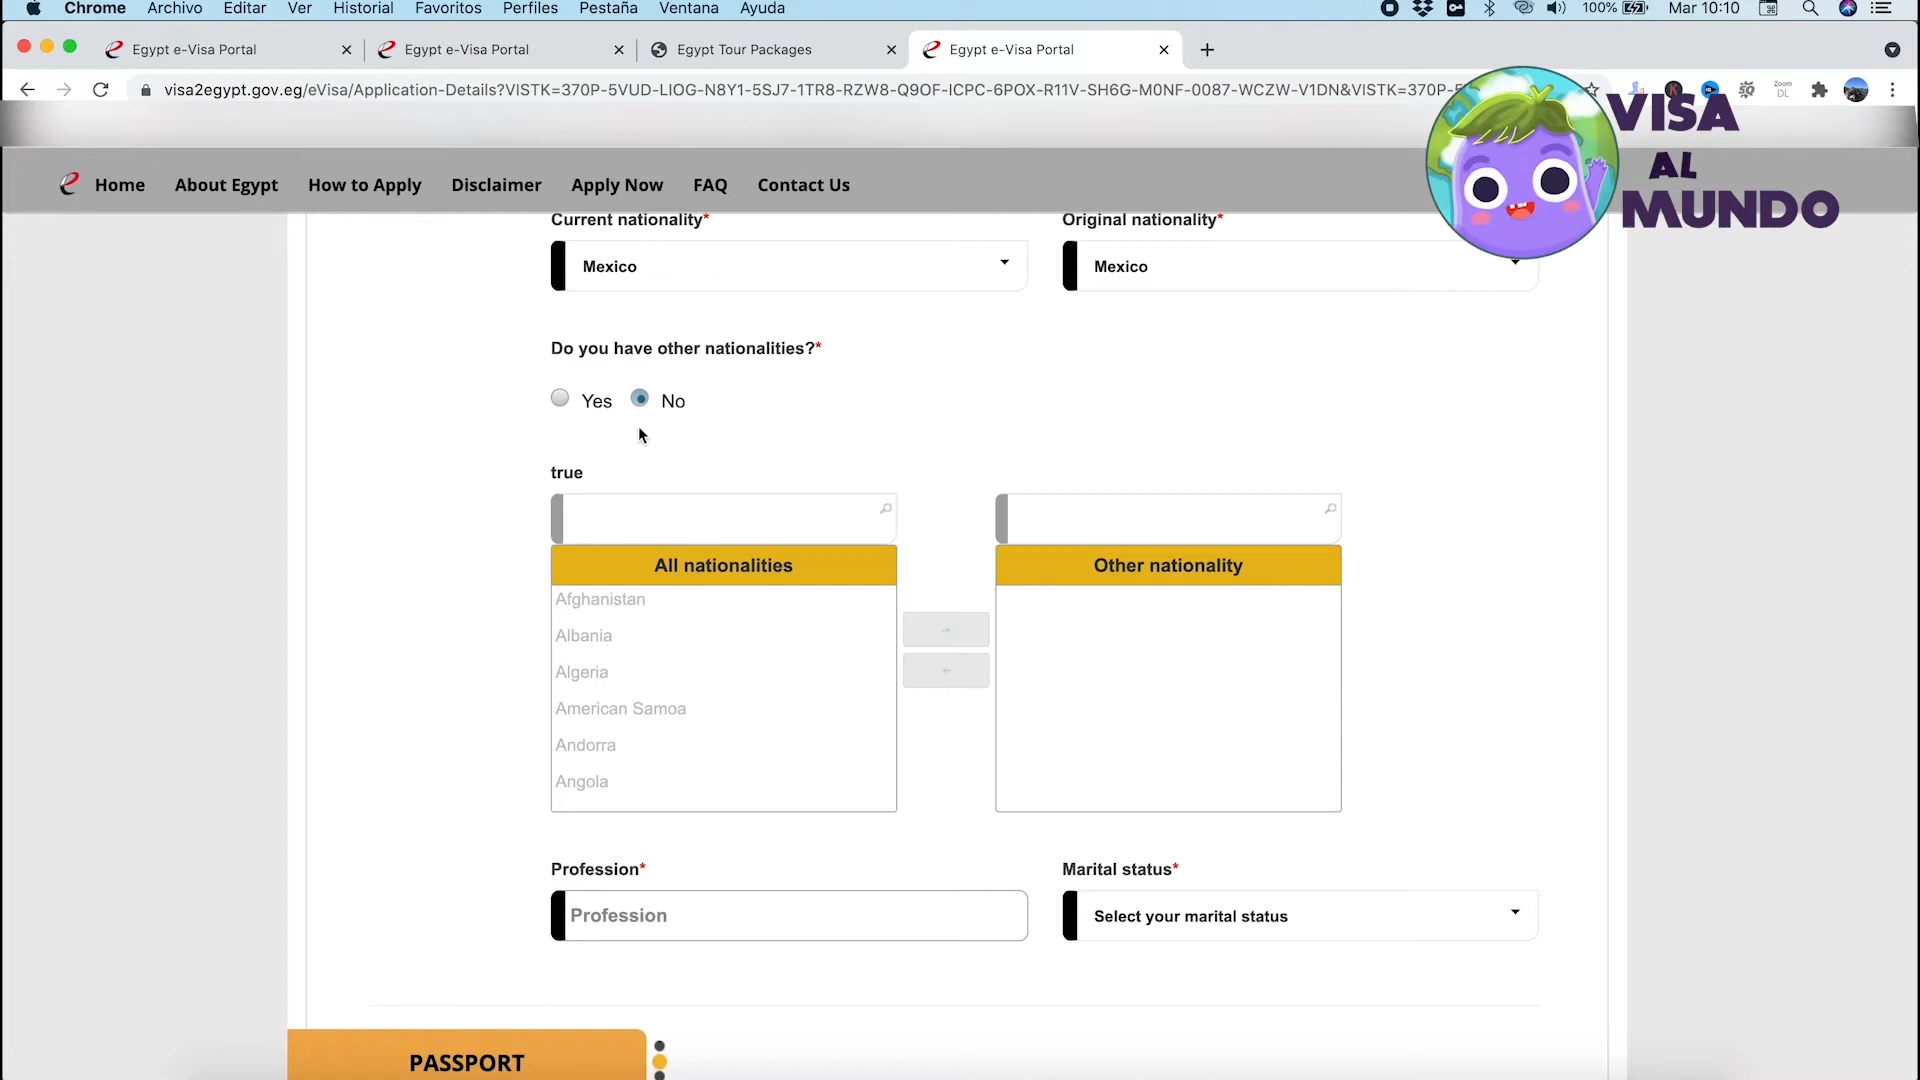 Chrome Archivo Editar Ver Historial Favoritos Perfiles Pestaña Ventana Ayuda 100% Mar 10:10
Egypt e-Visa Portal Egypt e-Visa Portal Egypt Tour Packages Egypt e-Visa Portal
visa2egypt.gov.eg/eVisa/Application-Details?VISTK=370P-5VUD-LIOG-N8Y1-5SJ7-1TR8-RZW8-Q9OF-ICPC-6POX-R11V-SH6G-M0NF-0087-WCZW-V1DN&VISTK=370P-5
Zoom
DL
VISA
AL
MUNDO
Home About Egypt How to Apply Disclaimer Apply Now FAQ Contact Us
Current nationality* Original nationality*
Mexico Mexico
Do you have other nationalities?*
Yes No
true
All nationalities Other nationality
Afghanistan
Albania
Algeria
American Samoa
Andorra
Angola
Profession* Marital status*
Profession Select your marital status
PASSPORT